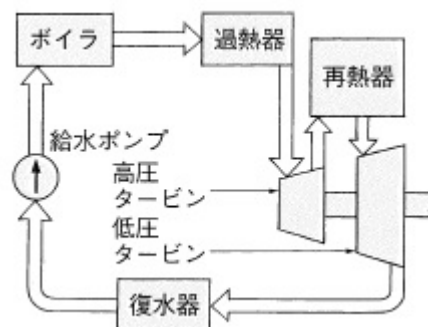 ボイラ
過熱器
再熱器
給水ポンプ
高圧
タービン
低圧
タービン
復水器